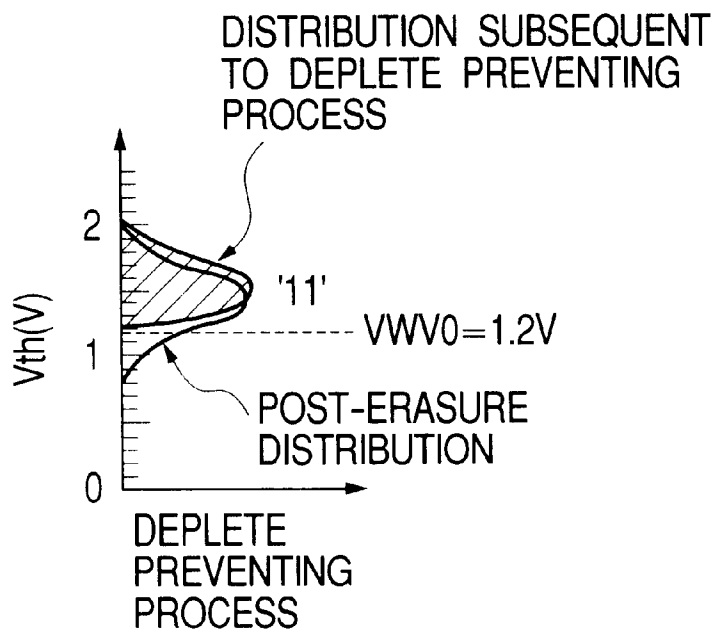 DISTRIBUTION SUBSEQUENT
TO DEPLETE PREVENTING
PROCESS
2
'11'
VWV0=1.2V
1
Vth(V)
POST-ERASURE
DISTRIBUTION
0
DEPLETE
PREVENTING
PROCESS